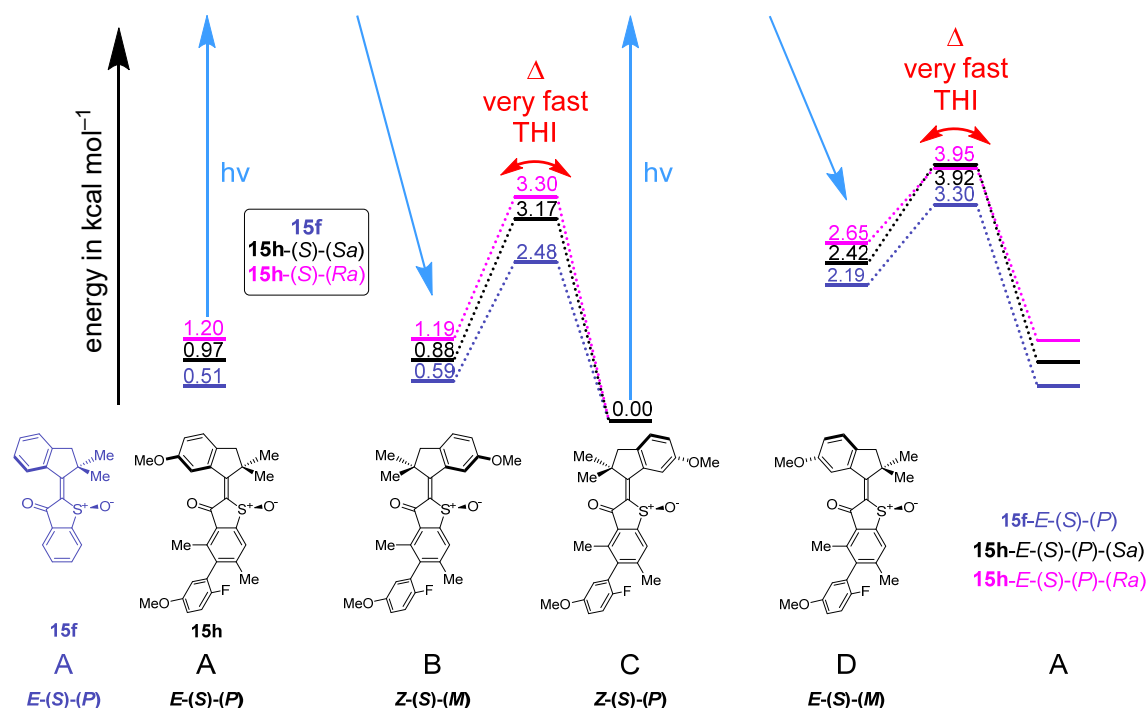 energy in kcal mol⁻¹
hν
Δ
very fast
THI
hν
Δ
very fast
THI
15f
15h-(S)-(Sa)
15h-(S)-(Ra)
1.20
0.97
0.51
1.19
0.88
0.59
3.30
3.17
2.48
0.00
2.65
2.42
2.19
3.95
3.92
3.30
Me
Me
O
S⁺
O⁻
MeO
Me
Me
O
S⁺
O⁻
Me
Me
F
MeO
Me
Me
OMe
O
S⁺
O⁻
Me
Me
F
MeO
Me
Me
OMe
O
S⁺
O⁻
Me
Me
F
MeO
MeO
Me
Me
O
S⁺
O⁻
Me
Me
F
MeO
15f-E-(S)-(P)
15h-E-(S)-(P)-(Sa)
15h-E-(S)-(P)-(Ra)
15f
15h
A
A
B
C
D
A
E-(S)-(P)
E-(S)-(P)
Z-(S)-(M)
Z-(S)-(P)
E-(S)-(M)